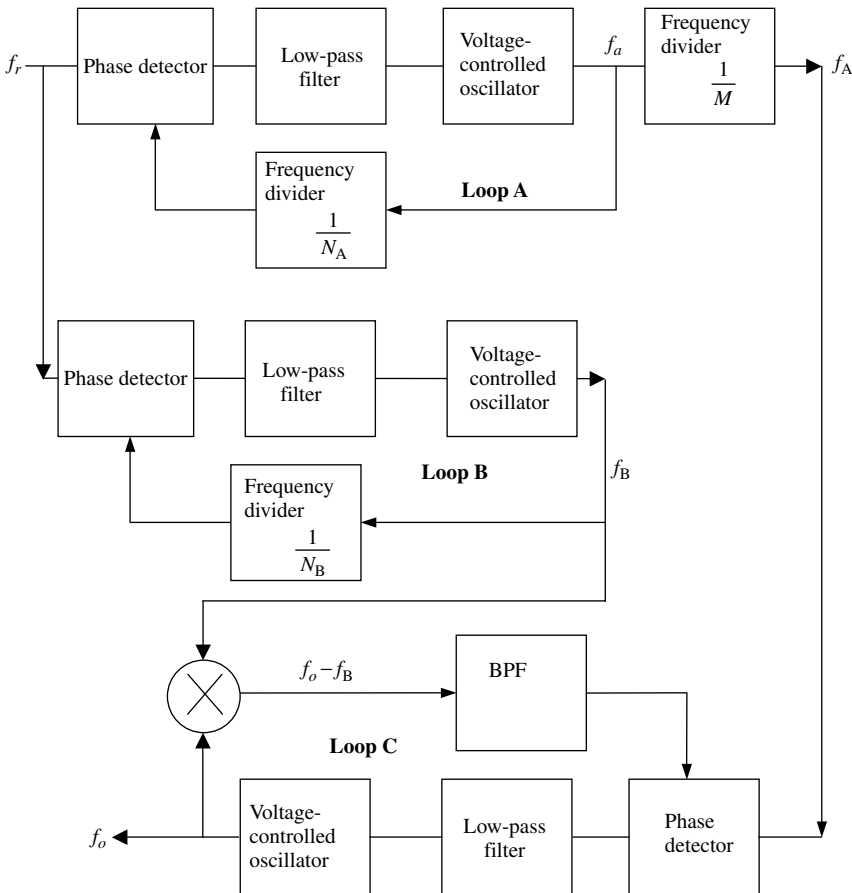 f_r
Phase detector
Low-pass
filter
Voltage-
controlled
oscillator
f_a
Frequency
divider
1
M
f_A
Frequency
divider
1
N_A
Loop A
Phase detector
Low-pass
filter
Voltage-
controlled
oscillator
Loop B
f_B
Frequency
divider
1
N_B
f_o – f_B
BPF
Loop C
f_o
Voltage-
controlled
oscillator
Low-pass
filter
Phase
detector